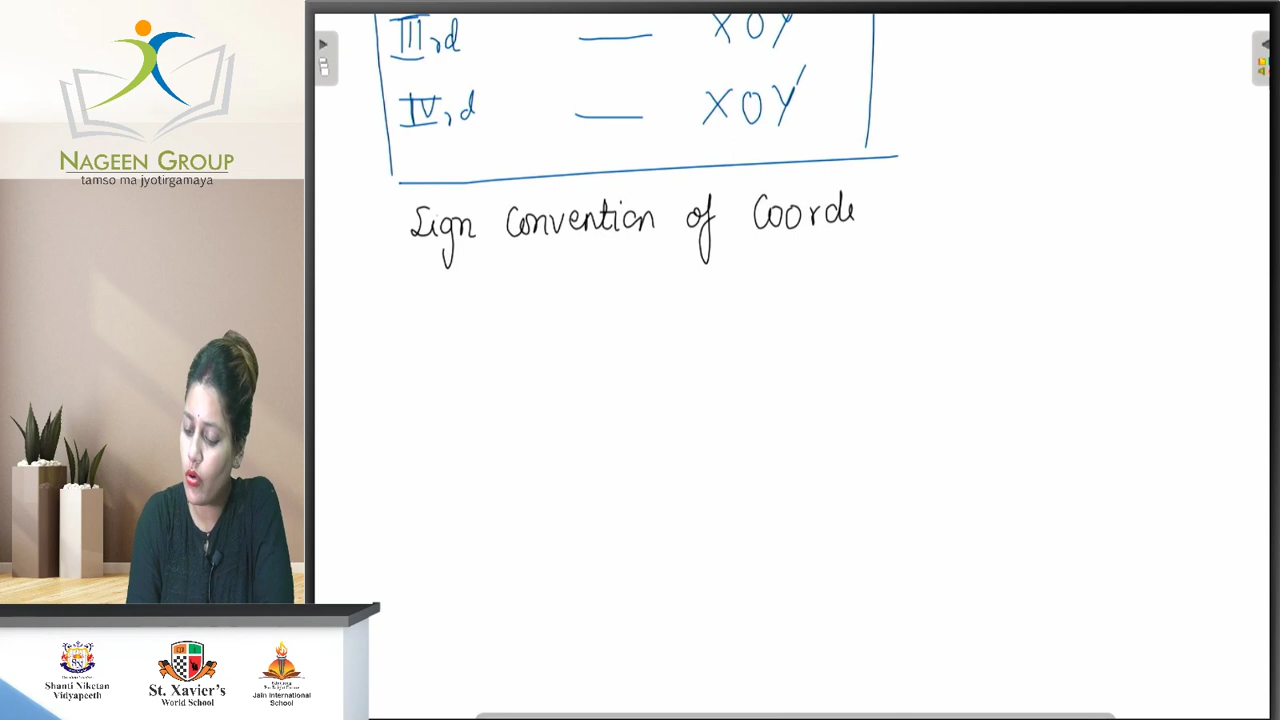 NAGEEN GROUP
tamso ma jyotirgamaya
IIIrd — XOY
IVrd — XOY'
Sign Convention of Coorde
Shanti Niketan
Vidyapeeth
St. Xavier's
World School
Jain International
School